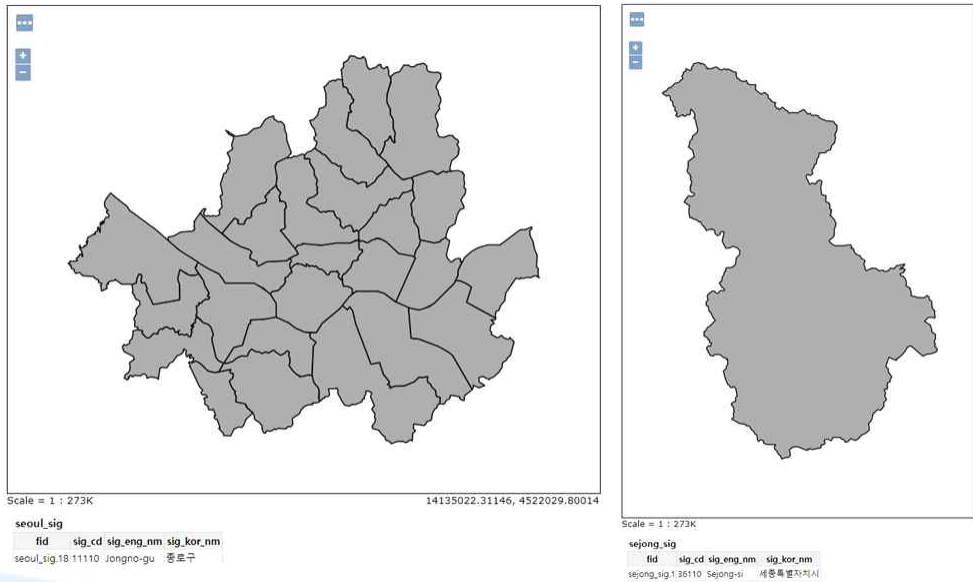 +
−
Scale = 1 : 273K
14135022.31146, 4522029.80014
seoul_sig
fid sig_cd sig_eng_nm sig_kor_nm
seoul_sig.18 11110 Jongno-gu 종로구
+
−
Scale = 1 : 273K
sejong_sig
fid sig_cd sig_eng_nm sig_kor_nm
sejong_sig.1 36110 Sejong-si 세종특별자치시